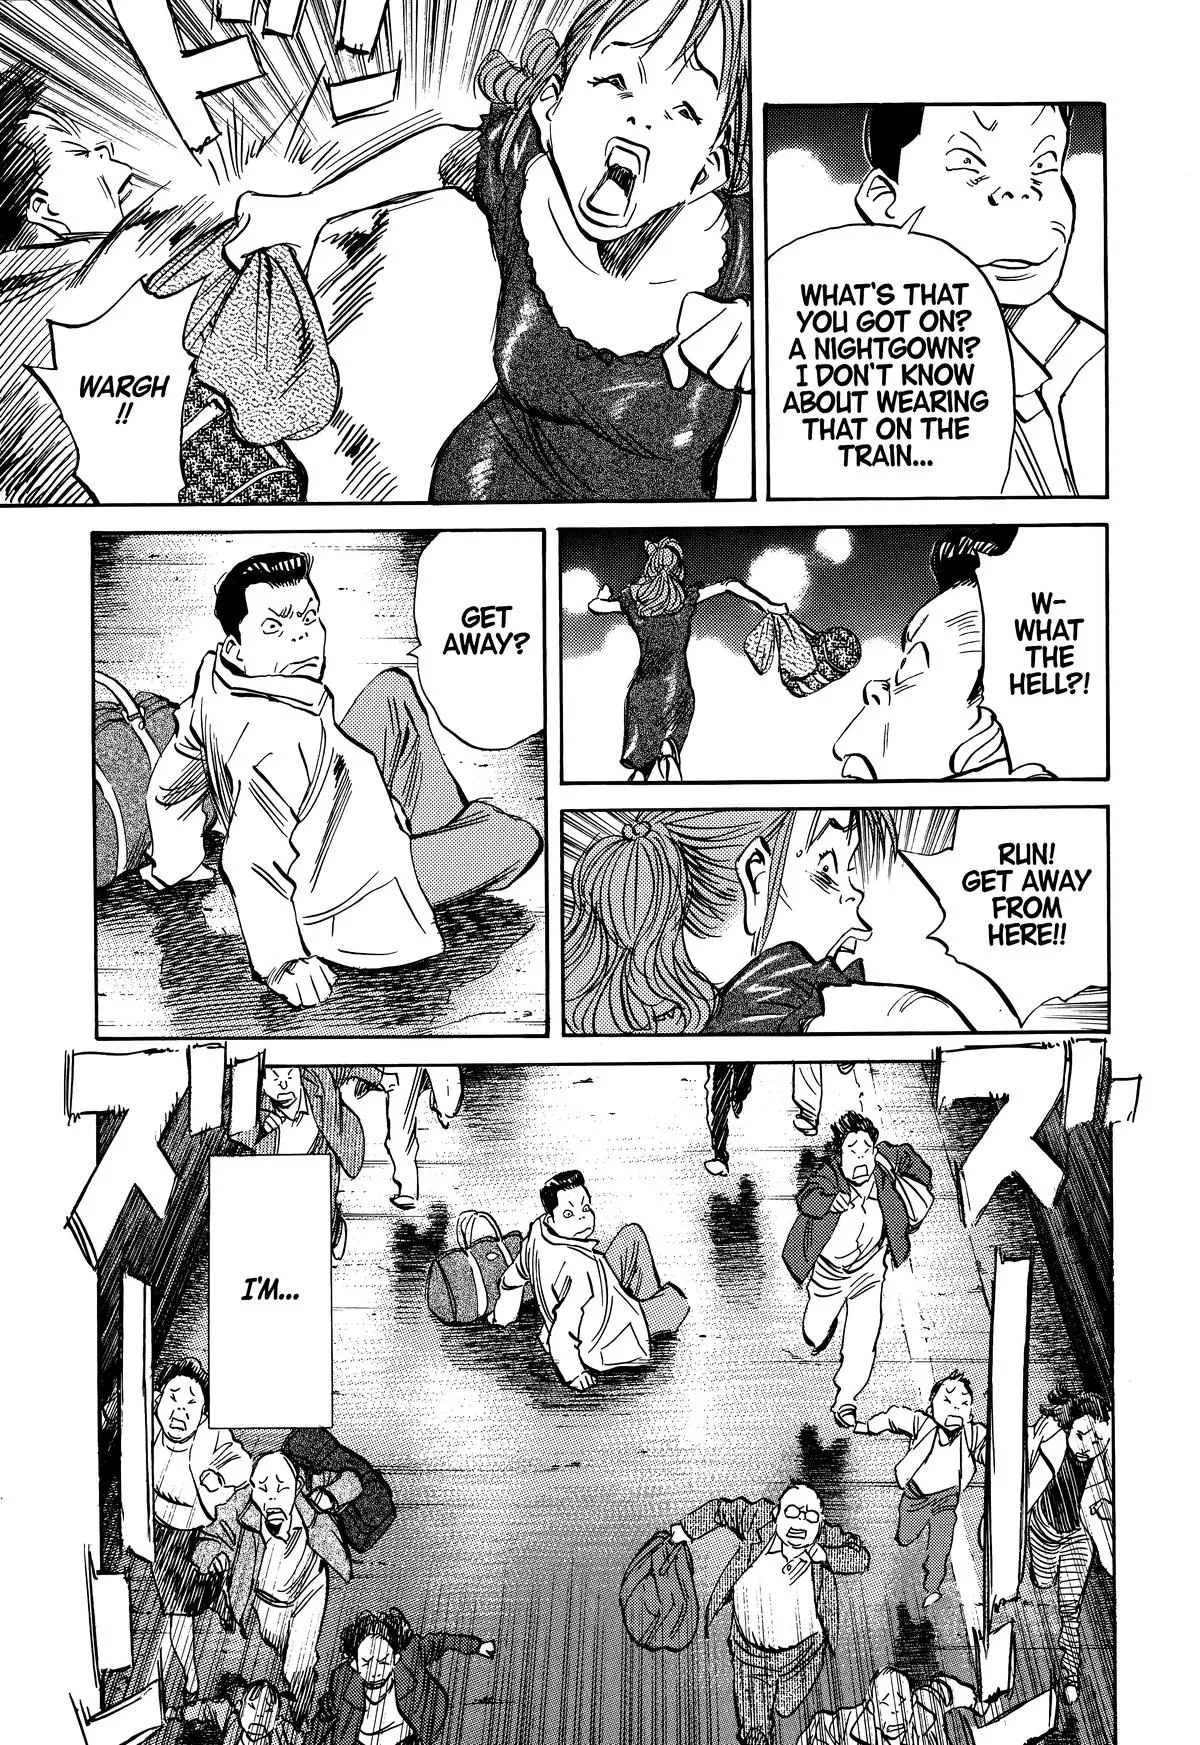 WHAT'S THAT
YOU GOT ON?
A NIGHTGOWN?
I DON'T KNOW
ABOUT WEARING
THAT ON THE
TRAIN...
WARGH
!!
W-
WHAT
THE
HELL?!
RUN!
GET AWAY
FROM
HERE!!
GET
AWAY?
I'M...